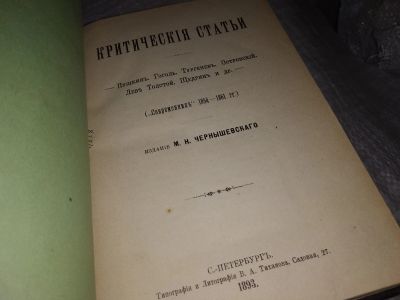 КРИТИЧЕСКІЯ СТАТЬИ
— Пушкинъ. Гоголь. Тургеневъ. Островскій.
Левъ Толстой. Щедринъ и др. —
(„Современникъ“ 1854—1861 гг.)
ИЗДАНІЕ М. Н. ЧЕРНЫШЕВСКАГО
С.-ПЕТЕРБУРГЪ.
Типографія и Литографія В. А. Тиханова, Садовая, 27.
1893.